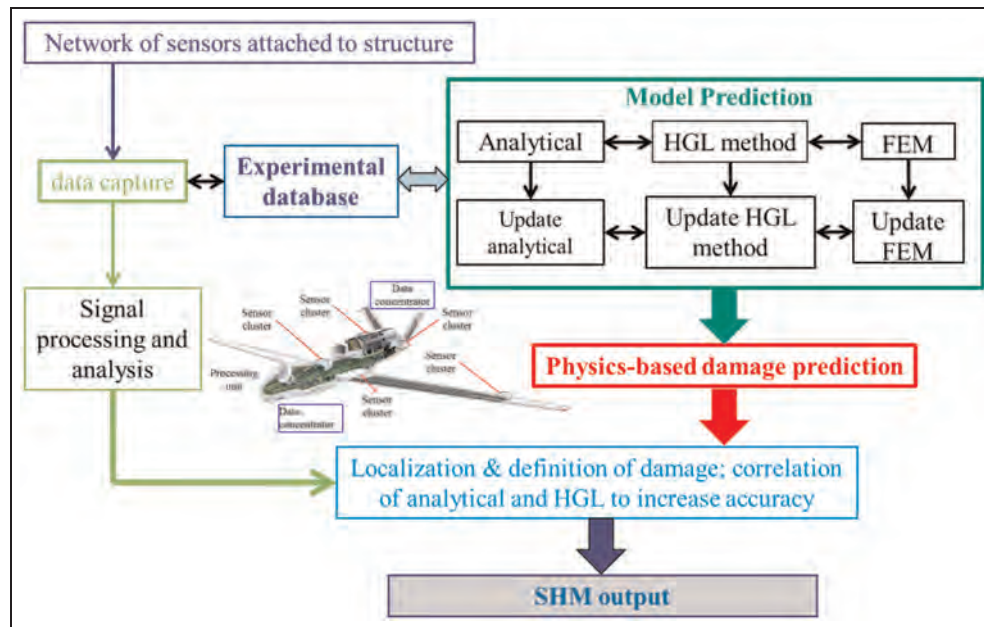 Network of sensors attached to structure
Model Prediction
Analytical
HGL method
FEM
data capture
Experimental
database
Update
analytical
Update HGL
method
Update
FEM
Signal
processing and
analysis
Data
concentrator
Sensor
cluster
Sensor
cluster
Sensor
cluster
Sensor
cluster
Processing
unit
Sensor
cluster
Data
concentrator
Physics-based damage prediction
Localization & definition of damage; correlation
of analytical and HGL to increase accuracy
SHM output